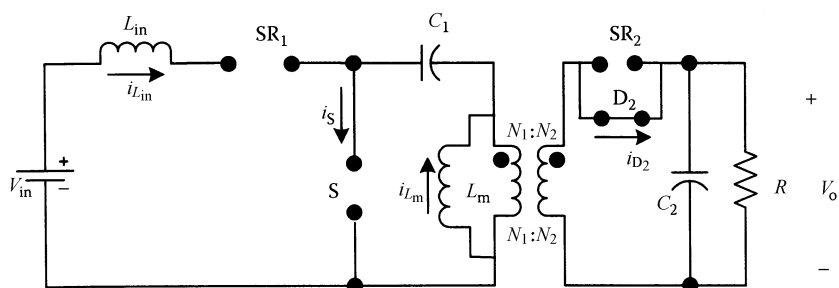 L_in
SR_1
C_1
SR_2
i_Lin
D_2
+
i_S
N_1:N_2
i_D2
+
−
V_in
S
i_Lm
L_m
C_2
R
V_o
N_1:N_2
−